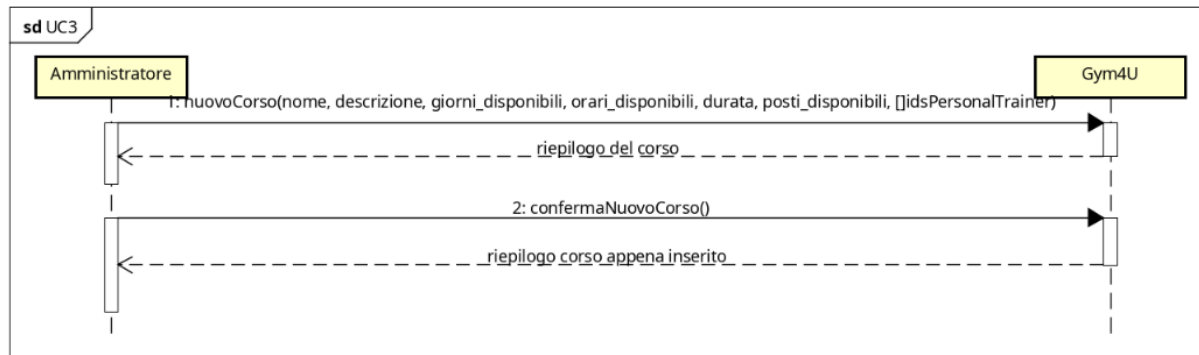 sd UC3
Amministratore
Gym4U
1: nuovoCorso(nome, descrizione, giorni_disponibili, orari_disponibili, durata, posti_disponibili, []idsPersonalTrainer)
riepilogo del corso
2: confermaNuovoCorso()
riepilogo corso appena inserito